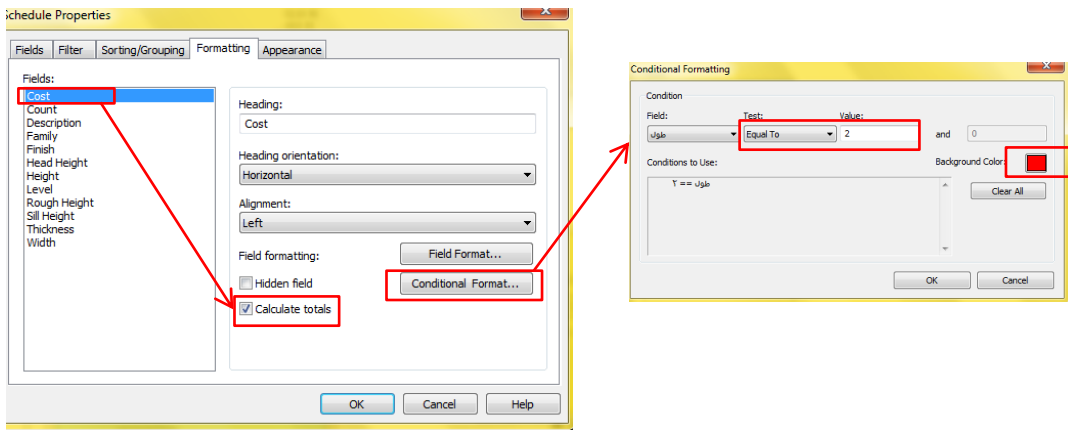 Schedule Properties
Fields Filter Sorting/Grouping Formatting Appearance
Fields:
Cost
Count
Description
Family
Finish
Head Height
Height
Level
Rough Height
Sill Height
Thickness
Width
Heading:
Cost
Heading orientation:
Horizontal
Alignment:
Left
Field formatting:
Field Format...
Hidden field
Conditional Format...
Calculate totals
OK Cancel Help
Conditional Formatting
Condition
Field: Test: Value:
طول Equal To 2 and 0
Conditions to Use: Background Color:
طول == ٢
Clear All
OK Cancel